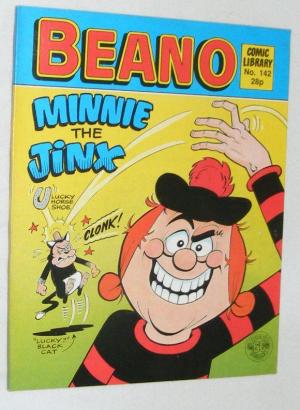 BEANO
COMIC
LIBRARY
No. 142
28p
MINNIE
THE
JINX
LUCKY
HORSE
SHOE.
CLONK!
"LUCKY?"
BLACK
CAT